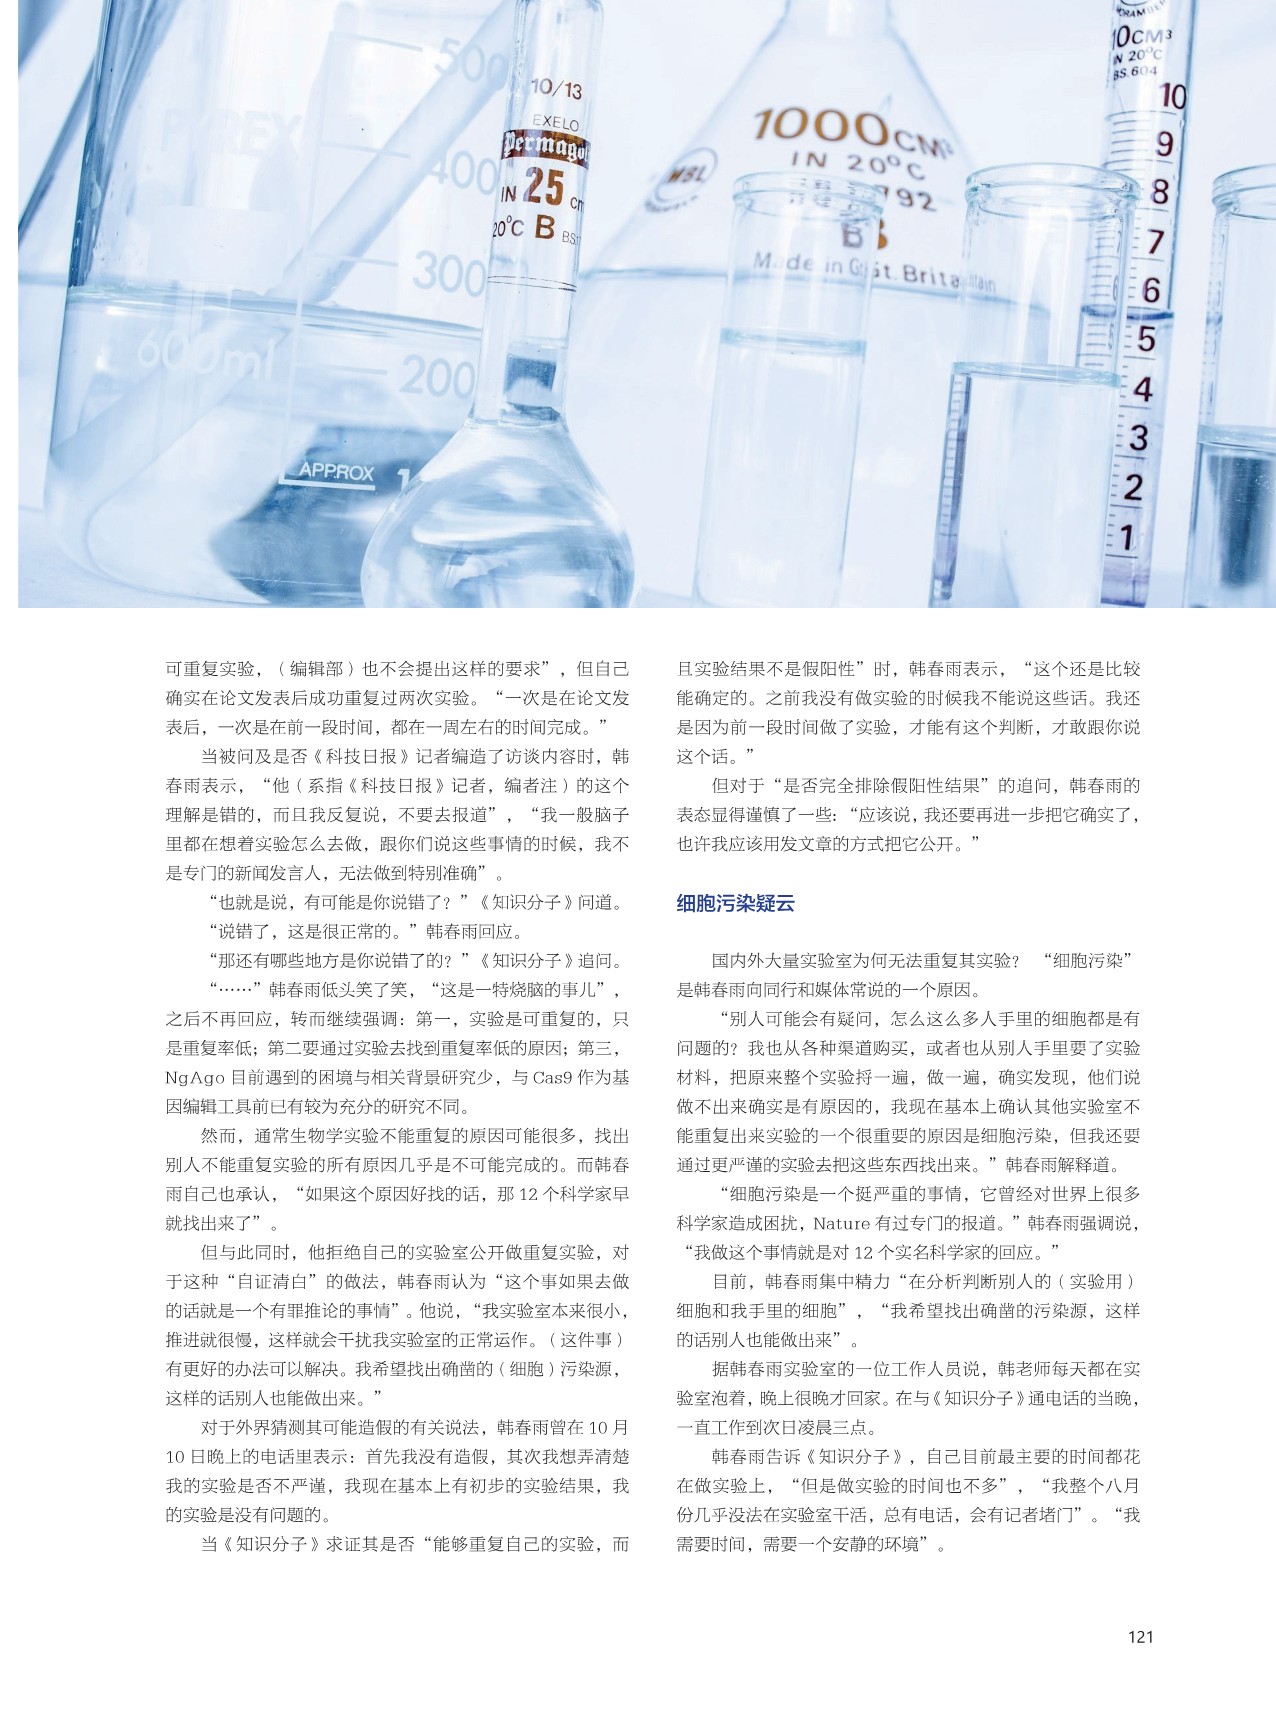 PYREX
500
400
300
200
600ml
APPROX
10/13
EXELO
Permagold
IN 25 cm
20°C B BS.
1000CM³
IN 20°C
792
BS
Made in Gt. Britain
MBL
10CM³
IN 20°C
BS.604
10
9
8
7
6
5
4
3
2
1
可重复实验，（编辑部）也不会提出这样的要求”，但自己
确实在论文发表后成功重复过两次实验。“一次是在论文发
表后，一次是在前一段时间，都在一周左右的时间完成。”
当被问及是否《科技日报》记者编造了访谈内容时，韩
春雨表示，“他（系指《科技日报》记者，编者注）的这个
理解是错的，而且我反复说，不要去报道”，“我一般脑子
里都在想着实验怎么去做，跟你们说这些事情的时候，我不
是专门的新闻发言人，无法做到特别准确”。
“也就是说，有可能是你说错了？”《知识分子》问道。
“说错了，这是很正常的。”韩春雨回应。
“那还有哪些地方是你说错了的？”《知识分子》追问。
“……”韩春雨低头笑了笑，“这是一特烧脑的事儿”，
之后不再回应，转而继续强调：第一，实验是可重复的，只
是重复率低；第二要通过实验去找到重复率低的原因；第三，
NgAgo 目前遇到的困境与相关背景研究少，与 Cas9 作为基
因编辑工具前已有较为充分的研究不同。
然而，通常生物学实验不能重复的原因可能很多，找出
别人不能重复实验的所有原因几乎是不可能完成的。而韩春
雨自己也承认，“如果这个原因好找的话，那 12 个科学家早
就找出来了”。
但与此同时，他拒绝自己的实验室公开做重复实验，对
于这种“自证清白”的做法，韩春雨认为“这个事如果去做
的话就是一个有罪推论的事情”。他说，“我实验室本来很小，
推进就很慢，这样就会干扰我实验室的正常运作。（这件事）
有更好的办法可以解决。我希望找出确凿的（细胞）污染源，
这样的话别人也能做出来。”
对于外界猜测其可能造假的有关说法，韩春雨曾在 10 月
10 日晚上的电话里表示：首先我没有造假，其次我想弄清楚
我的实验是否不严谨，我现在基本上有初步的实验结果，我
的实验是没有问题的。
当《知识分子》求证其是否“能够重复自己的实验，而
且实验结果不是假阳性”时，韩春雨表示，“这个还是比较
能确定的。之前我没有做实验的时候我不能说这些话。我还
是因为前一段时间做了实验，才能有这个判断，才敢跟你说
这个话。”
但对于“是否完全排除假阳性结果”的追问，韩春雨的
表态显得谨慎了一些：“应该说，我还要再进一步把它确实了，
也许我应该用发文章的方式把它公开。”
细胞污染疑云
国内外大量实验室为何无法重复其实验？ “细胞污染”
是韩春雨向同行和媒体常说的一个原因。
“别人可能会有疑问，怎么这么多人手里的细胞都是有
问题的？我也从各种渠道购买，或者也从别人手里要了实验
材料，把原来整个实验捋一遍，做一遍，确实发现，他们说
做不出来确实是有原因的，我现在基本上确认其他实验室不
能重复出来实验的一个很重要的原因是细胞污染，但我还要
通过更严谨的实验去把这些东西找出来。”韩春雨解释道。
“细胞污染是一个挺严重的事情，它曾经对世界上很多
科学家造成困扰，Nature 有过专门的报道。”韩春雨强调说，
“我做这个事情就是对 12 个实名科学家的回应。”
目前，韩春雨集中精力“在分析判断别人的（实验用）
细胞和我手里的细胞”，“我希望找出确凿的污染源，这样
的话别人也能做出来”。
据韩春雨实验室的一位工作人员说，韩老师每天都在实
验室泡着，晚上很晚才回家。在与《知识分子》通电话的当晚，
一直工作到次日凌晨三点。
韩春雨告诉《知识分子》，自己目前最主要的时间都花
在做实验上，“但是做实验的时间也不多”，“我整个八月
份几乎没法在实验室干活，总有电话，会有记者堵门”。“我
需要时间，需要一个安静的环境”。
121